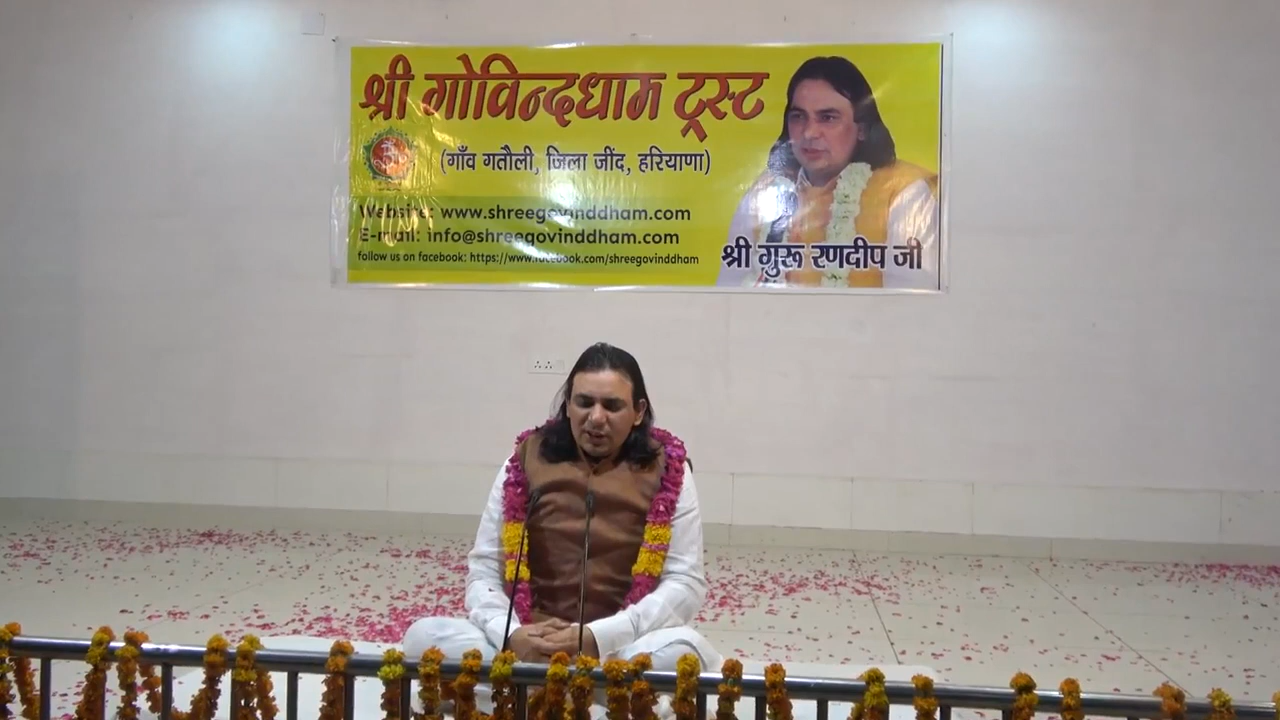 श्री गोविन्दधाम ट्रस्ट
ॐ
(गाँव गतौली, जिला जींद, हरियाणा)
Website: www.shreegovinddham.com
E-mail: info@shreegovinddham.com
follow us on facebook: https://www.facebook.com/shreegovinddham
श्री गुरू रणदीप जी